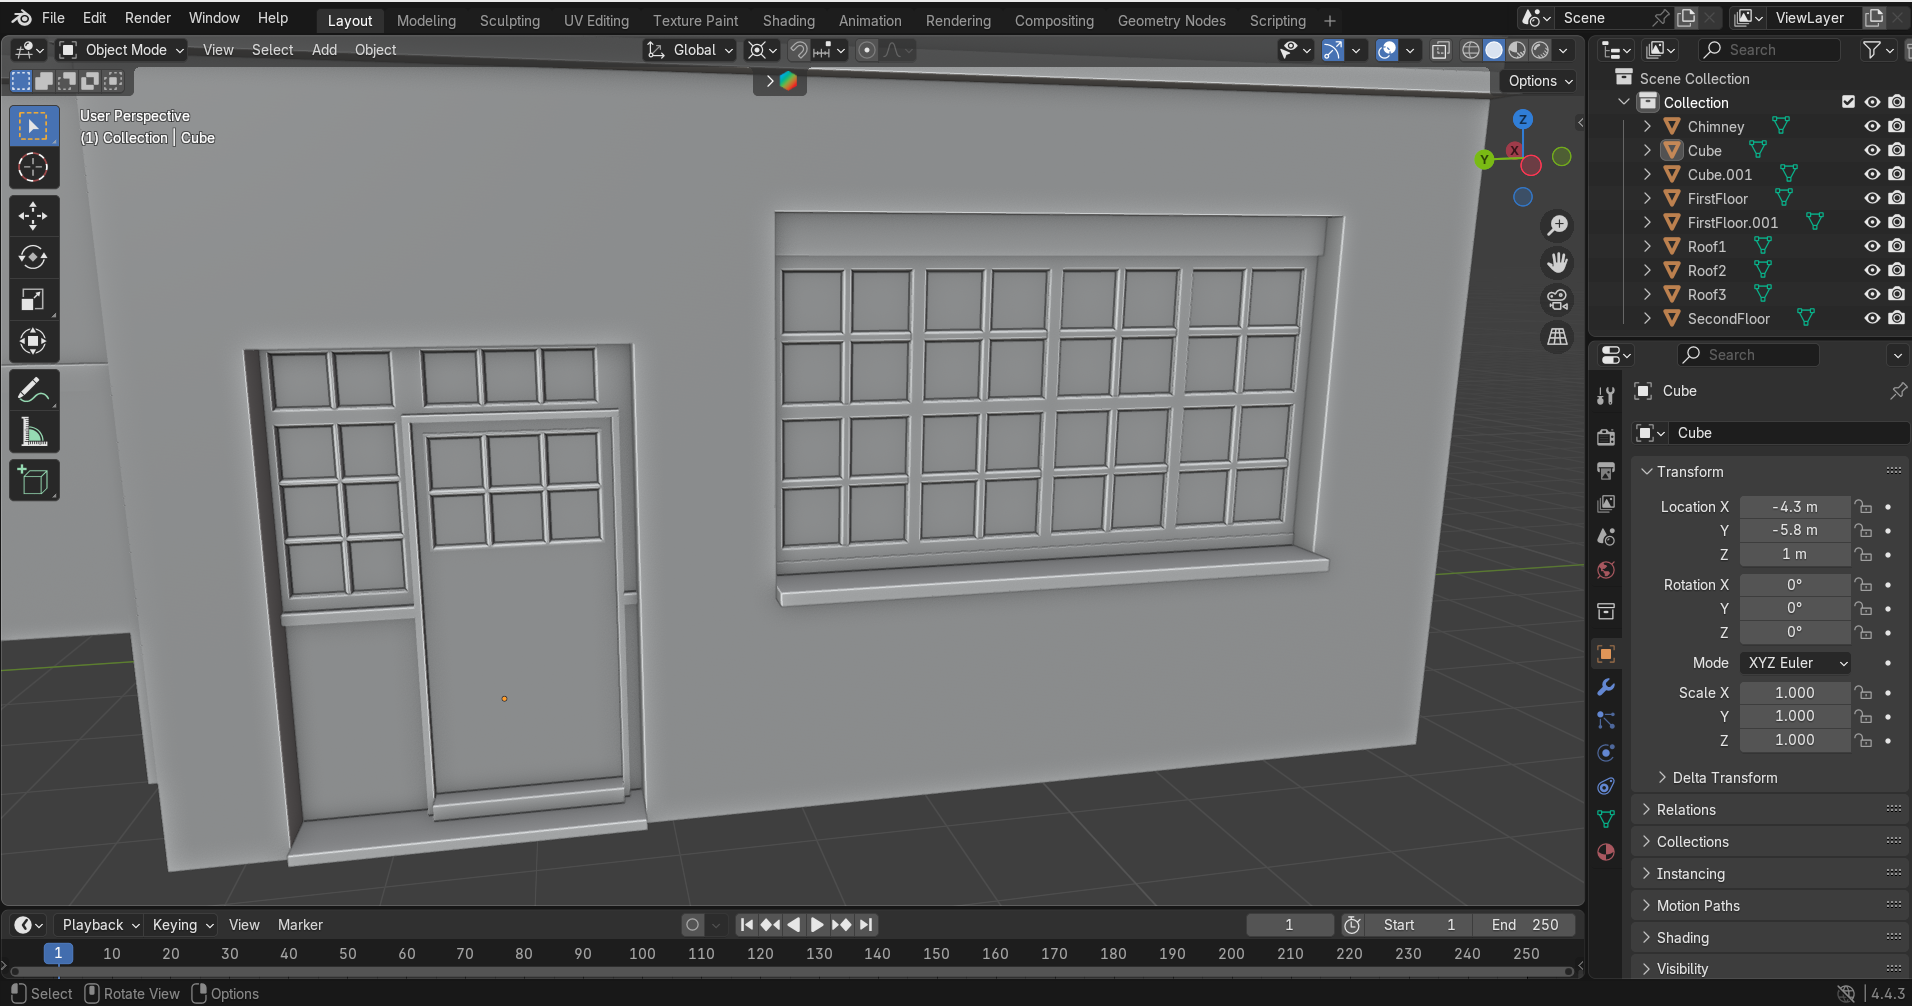 File Edit Render Window Help Layout Modeling Sculpting UV Editing Texture Paint Shading Animation Rendering Compositing Geometry Nodes Scripting + Scene ViewLayer
Object Mode View Select Add Object Global Search
Options
User Perspective
(1) Collection | Cube
Z
Y
X
Scene Collection
Collection
Chimney
Cube
Cube.001
FirstFloor
FirstFloor.001
Roof1
Roof2
Roof3
SecondFloor
Search
Cube
Cube
Transform
Location X -4.3 m
Y -5.8 m
Z 1 m
Rotation X 0°
Y 0°
Z 0°
Mode XYZ Euler
Scale X 1.000
Y 1.000
Z 1.000
Delta Transform
Relations
Collections
Instancing
Motion Paths
Shading
Visibility
Playback Keying View Marker 1 Start 1 End 250
1 10 20 30 40 50 60 70 80 90 100 110 120 130 140 150 160 170 180 190 200 210 220 230 240 250
Select Rotate View Options 4.4.3